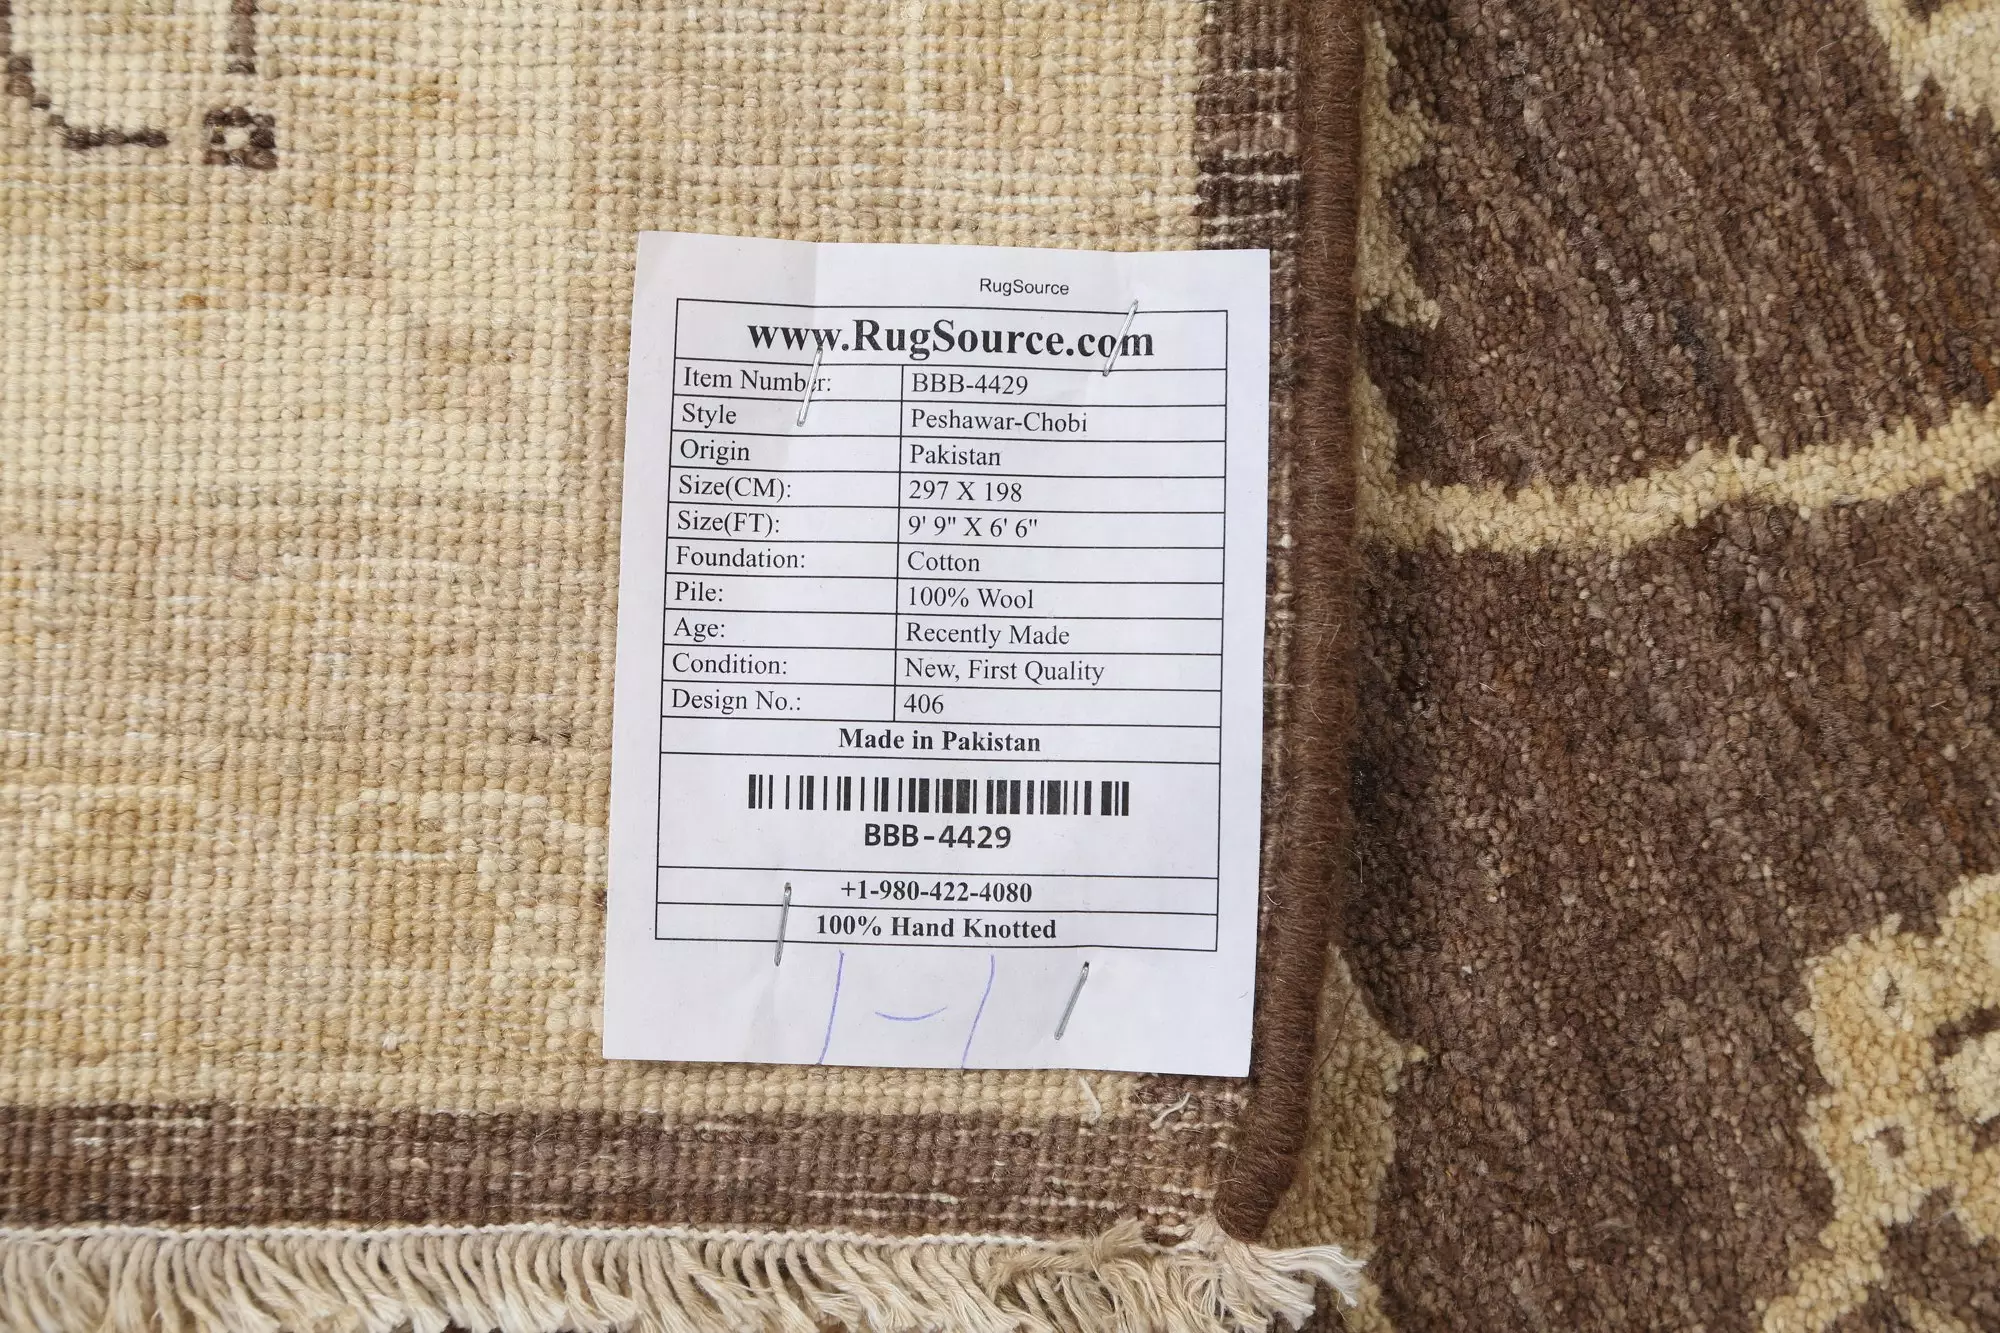 RugSource
www.RugSource.com
Item Number: BBB-4429
Style Peshawar-Chobi
Origin Pakistan
Size(CM): 297 X 198
Size(FT): 9' 9" X 6' 6"
Foundation: Cotton
Pile: 100% Wool
Age: Recently Made
Condition: New, First Quality
Design No.: 406
Made in Pakistan
BBB-4429
+1-980-422-4080
100% Hand Knotted
1-1